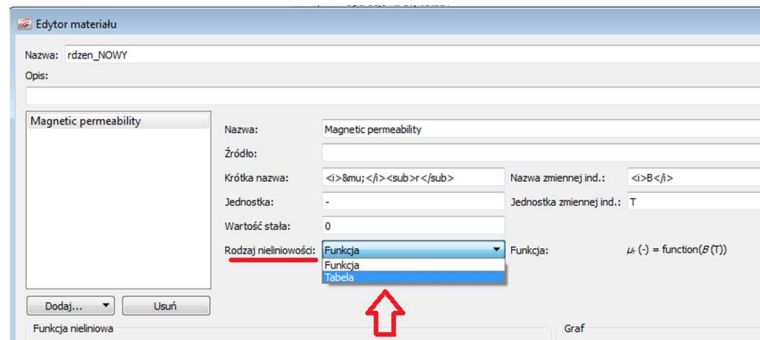 Edytor materiału
Nazwa: rdzen_NOWY
Opis:
Magnetic permeability
Nazwa: Magnetic permeability
Źródło:
Krótka nazwa: <i>&mu;</i><sub>r</sub> Nazwa zmiennej ind.: <i>B</i>
Jednostka: - Jednostka zmiennej ind.: T
Wartość stała: 0
Rodzaj nieliniowości: Funkcja Funkcja: μr (-) = function(B (T))
Funkcja
Tabela
Dodaj... Usuń
Funkcja nieliniowa Graf